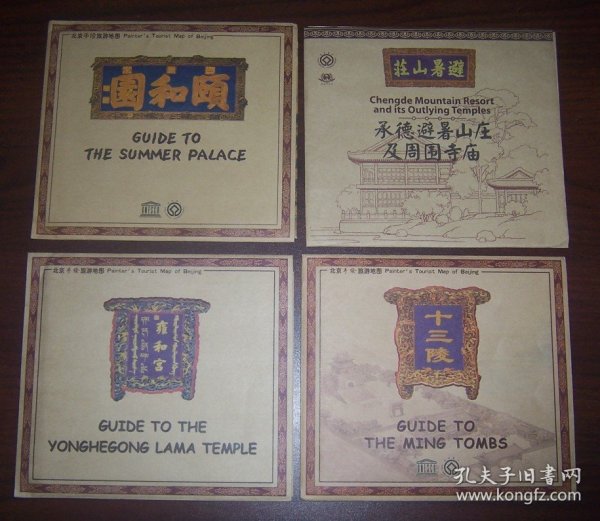 北京手绘旅游地图 Painter's Tourist Map of Beijing
園和頤
GUIDE TO
THE SUMMER PALACE
莊山暑避
Chengde Mountain Resort
and its Outlying Temples
承德避暑山庄
及周围寺庙
北京手绘旅游地图 Painter's Tourist Map of Beijing
雍和宮
GUIDE TO THE
YONGHEGONG LAMA TEMPLE
北京手绘旅游地图 Painter's Tourist Map of Beijing
十三陵
GUIDE TO
THE MING TOMBS
孔夫子旧书网
www.kongfz.com